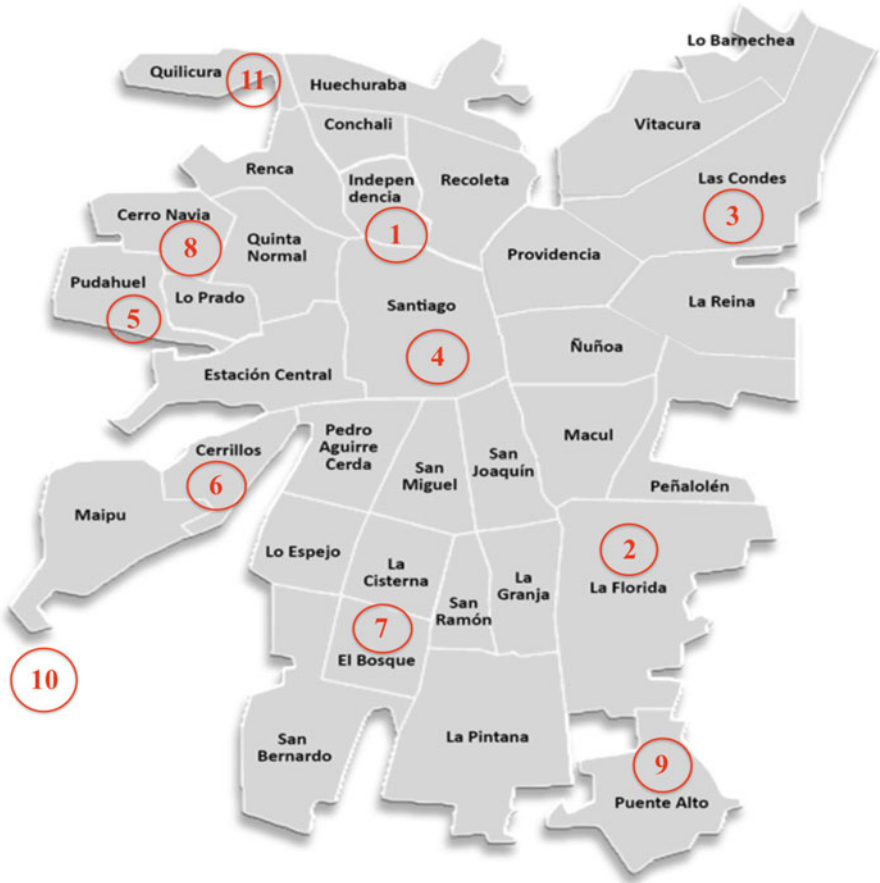 Lo Barnechea
Quilicura
11
Huechuraba
Conchali
Vitacura
Renca
Indepen
dencia
Recoleta
Las Condes
3
Cerro Navia
8
1
Quinta
Normal
Providencia
Pudahuel
Lo Prado
5
Santiago
4
La Reina
Ñuñoa
Estación Central
Pedro
Aguirre
Cerda
Cerrillos
6
San
Miguel
San
Joaquín
Macul
Peñalolén
Maipu
Lo Espejo
La
Cisterna
San
Ramón
La
Granja
2
La Florida
7
El Bosque
10
San
Bernardo
La Pintana
9
Puente Alto